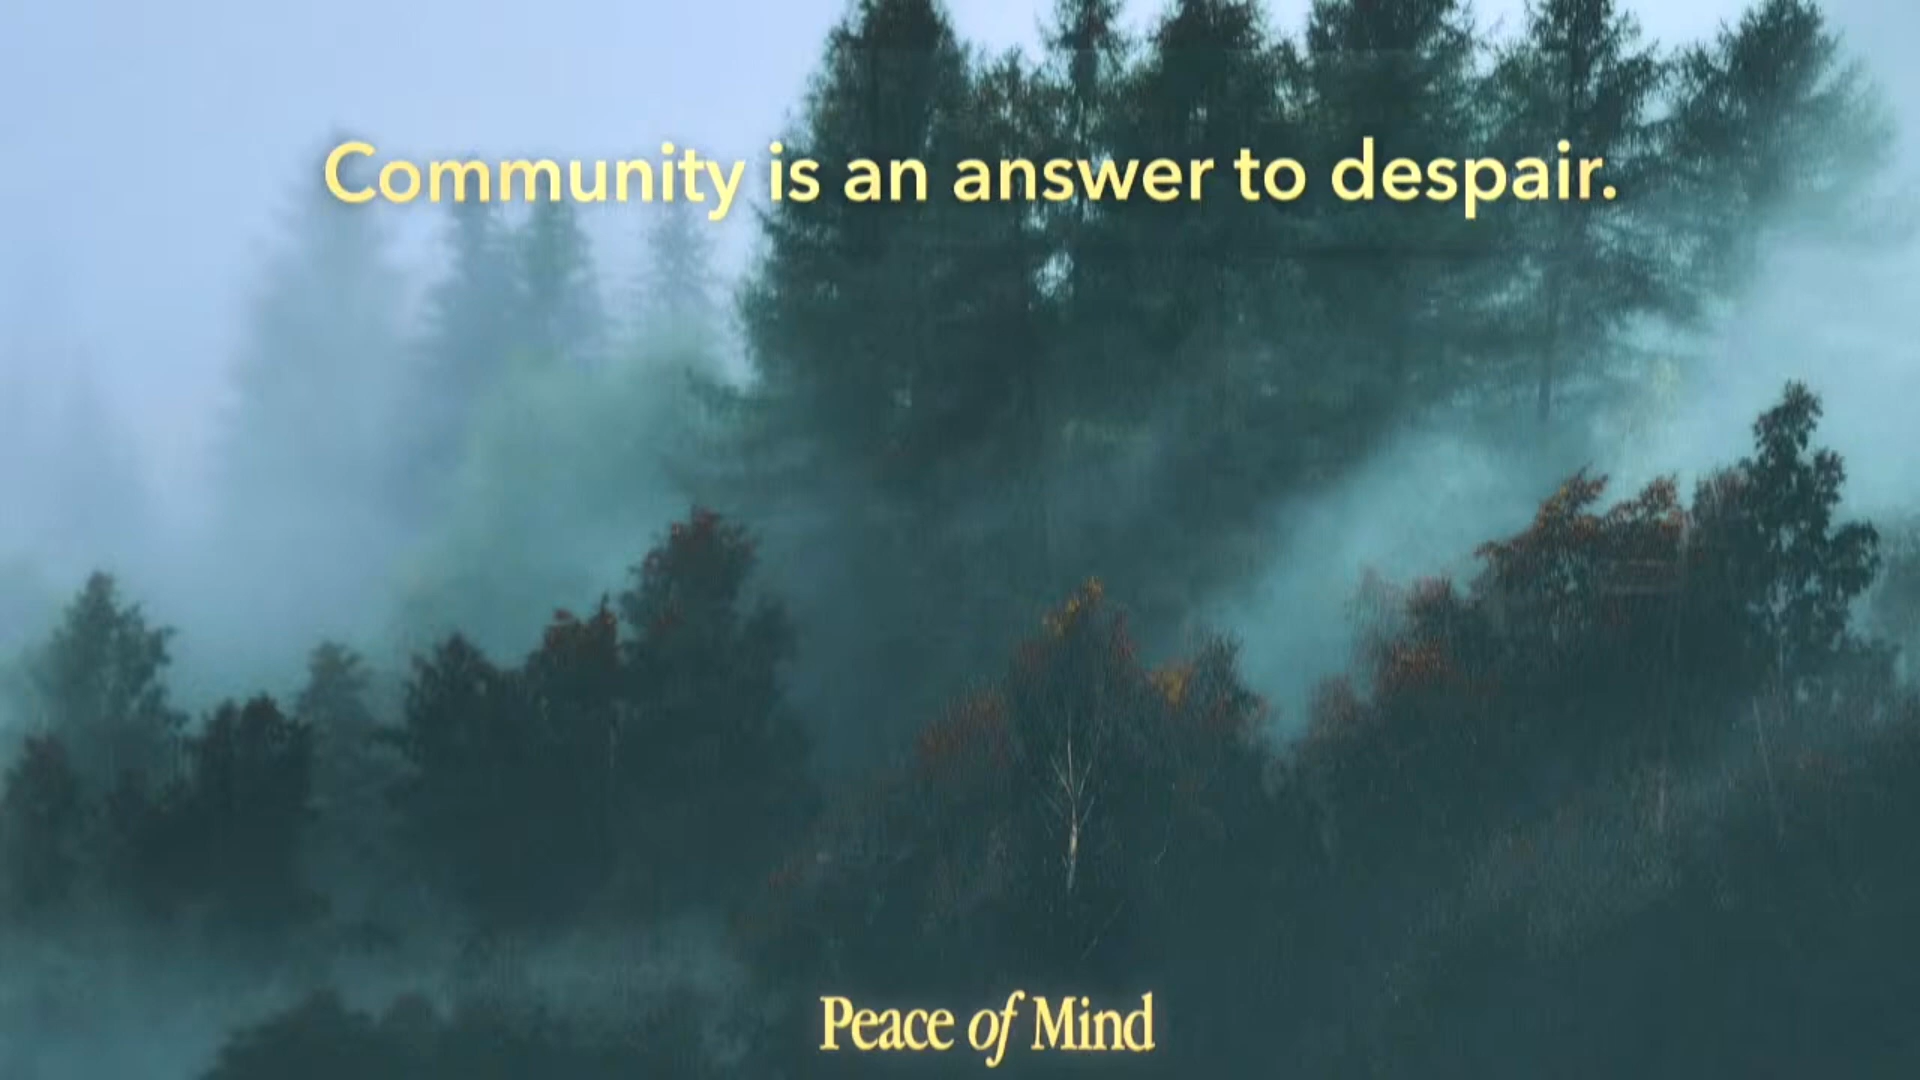 Community is an answer to despair.
Peace of Mind